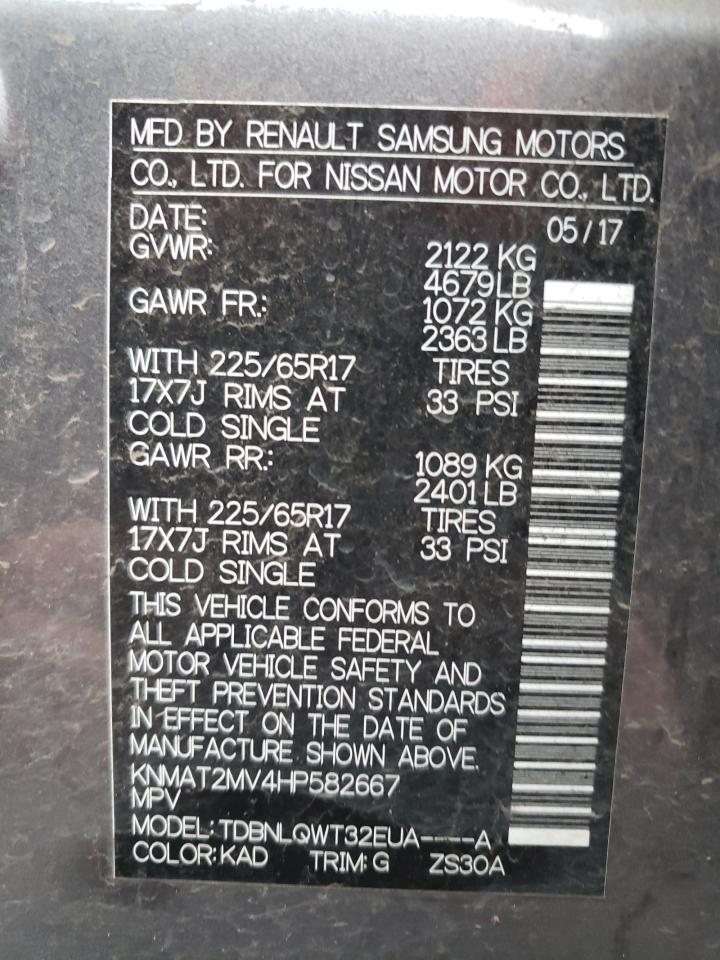 MFD BY RENAULT SAMSUNG MOTORS
CO., LTD. FOR NISSAN MOTOR CO., LTD.
DATE: 05/17
GVWR: 2122 KG
4679 LB
GAWR FR.: 1072 KG
2363 LB
WITH 225/65R17 TIRES
17X7J RIMS AT 33 PSI
COLD SINGLE
GAWR RR.: 1089 KG
2401 LB
WITH 225/65R17 TIRES
17X7J RIMS AT 33 PSI
COLD SINGLE
THIS VEHICLE CONFORMS TO
ALL APPLICABLE FEDERAL
MOTOR VEHICLE SAFETY AND
THEFT PREVENTION STANDARDS
IN EFFECT ON THE DATE OF
MANUFACTURE SHOWN ABOVE.
KNMAT2MV4HP582667
MPV
MODEL: TDBNLQWT32EUA----A
COLOR: KAD TRIM: G ZS30A